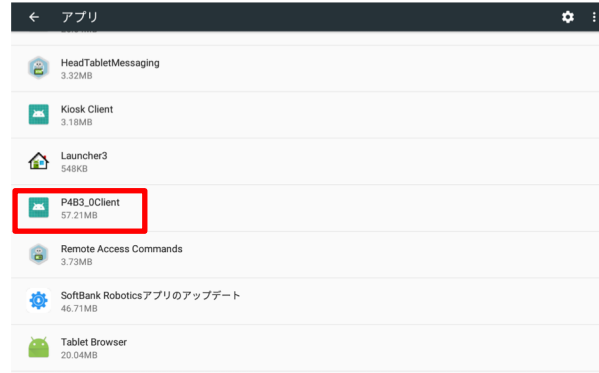 アプリ
HeadTabletMessaging
3.32MB
Kiosk Client
3.18MB
Launcher3
548KB
P4B3_0Client
57.21MB
Remote Access Commands
3.73MB
SoftBank Roboticsアプリのアップデート
46.71MB
Tablet Browser
20.04MB